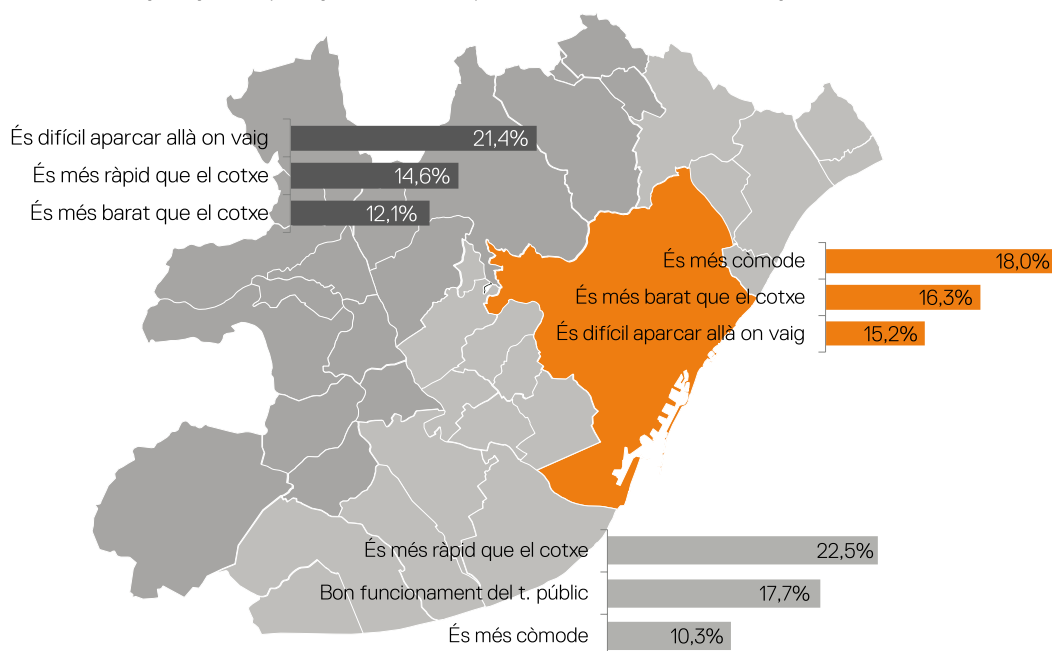 És difícil aparcar allà on vaig 21,4%
És més ràpid que el cotxe 14,6%
És més barat que el cotxe 12,1%
És més còmode 18,0%
És més barat que el cotxe 16,3%
És difícil aparcar allà on vaig 15,2%
És més ràpid que el cotxe 22,5%
Bon funcionament del t. públic 17,7%
És més còmode 10,3%